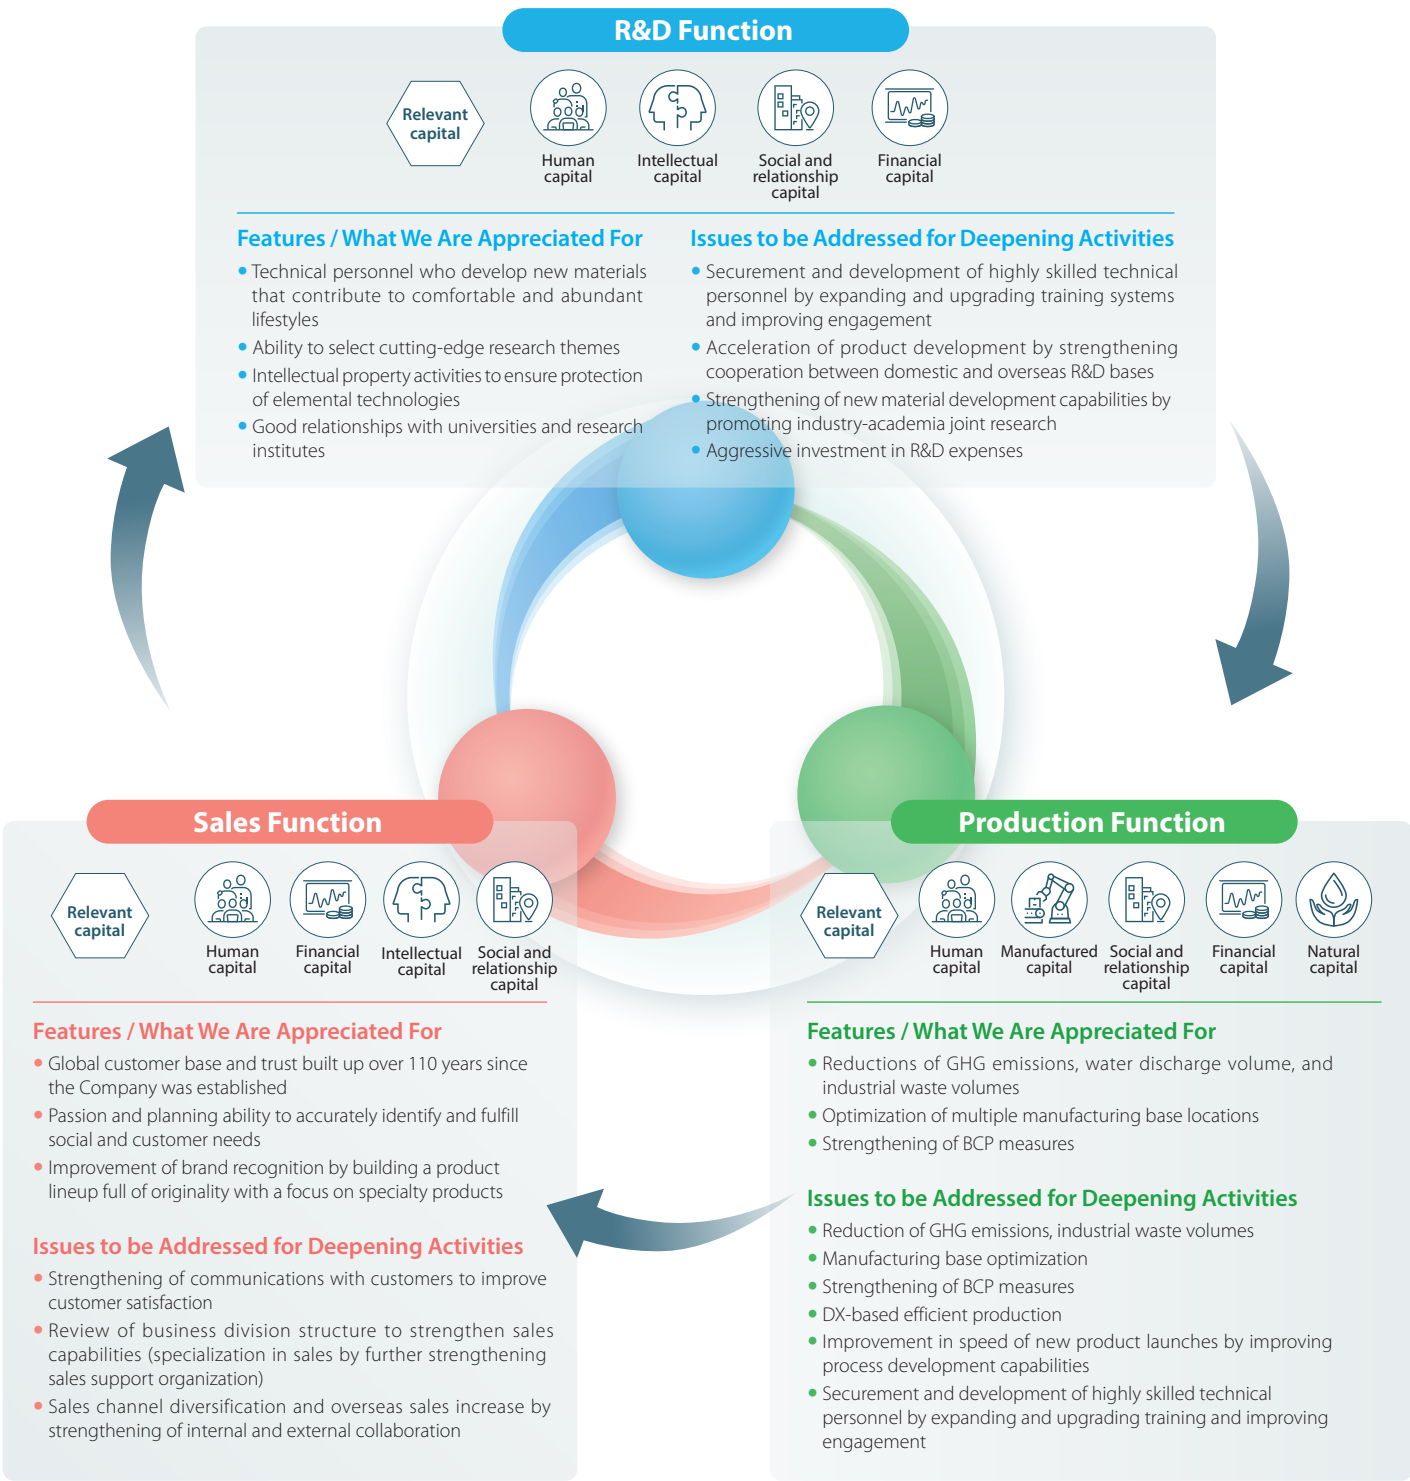 R&D Function
Relevant
capital
Human
capital
Intellectual
capital
Social and
relationship
capital
Financial
capital
Features / What We Are Appreciated For
• Technical personnel who develop new materials
that contribute to comfortable and abundant
lifestyles
• Ability to select cutting-edge research themes
• Intellectual property activities to ensure protection
of elemental technologies
• Good relationships with universities and research
institutes
Issues to be Addressed for Deepening Activities
• Securement and development of highly skilled technical
personnel by expanding and upgrading training systems
and improving engagement
• Acceleration of product development by strengthening
cooperation between domestic and overseas R&D bases
• Strengthening of new material development capabilities by
promoting industry-academia joint research
• Aggressive investment in R&D expenses
Sales Function
Relevant
capital
Human
capital
Financial
capital
Intellectual
capital
Social and
relationship
capital
Features / What We Are Appreciated For
• Global customer base and trust built up over 110 years since
the Company was established
• Passion and planning ability to accurately identify and fulfill
social and customer needs
• Improvement of brand recognition by building a product
lineup full of originality with a focus on specialty products
Issues to be Addressed for Deepening Activities
• Strengthening of communications with customers to improve
customer satisfaction
• Review of business division structure to strengthen sales
capabilities (specialization in sales by further strengthening
sales support organization)
• Sales channel diversification and overseas sales increase by
strengthening of internal and external collaboration
Production Function
Relevant
capital
Human
capital
Manufactured
capital
Social and
relationship
capital
Financial
capital
Natural
capital
Features / What We Are Appreciated For
• Reductions of GHG emissions, water discharge volume, and
industrial waste volumes
• Optimization of multiple manufacturing base locations
• Strengthening of BCP measures
Issues to be Addressed for Deepening Activities
• Reduction of GHG emissions, industrial waste volumes
• Manufacturing base optimization
• Strengthening of BCP measures
• DX-based efficient production
• Improvement in speed of new product launches by improving
process development capabilities
• Securement and development of highly skilled technical
personnel by expanding and upgrading training and improving
engagement